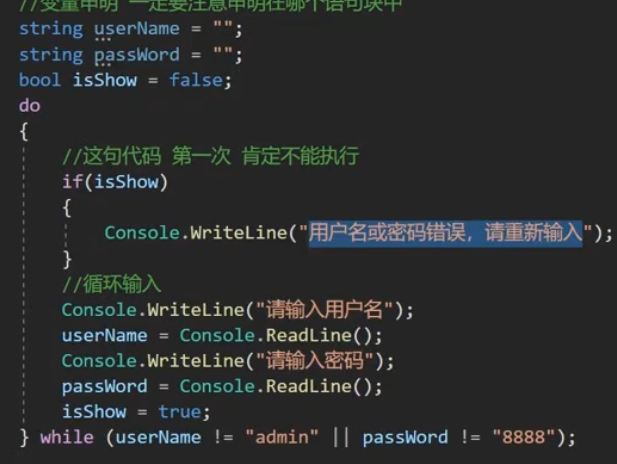 //变量申明 一定要注意申明在哪个语句块中
string userName = "";
string passWord = "";
bool isShow = false;
do
{
//这句代码 第一次 肯定不能执行
if(isShow)
{
Console.WriteLine("用户名或密码错误，请重新输入");
}
//循环输入
Console.WriteLine("请输入用户名");
userName = Console.ReadLine();
Console.WriteLine("请输入密码");
passWord = Console.ReadLine();
isShow = true;
} while (userName != "admin" || passWord != "8888");